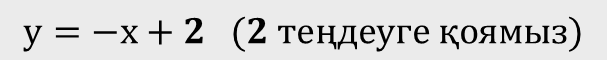 y = −x + 2 (2 теңдеуге қоямыз)